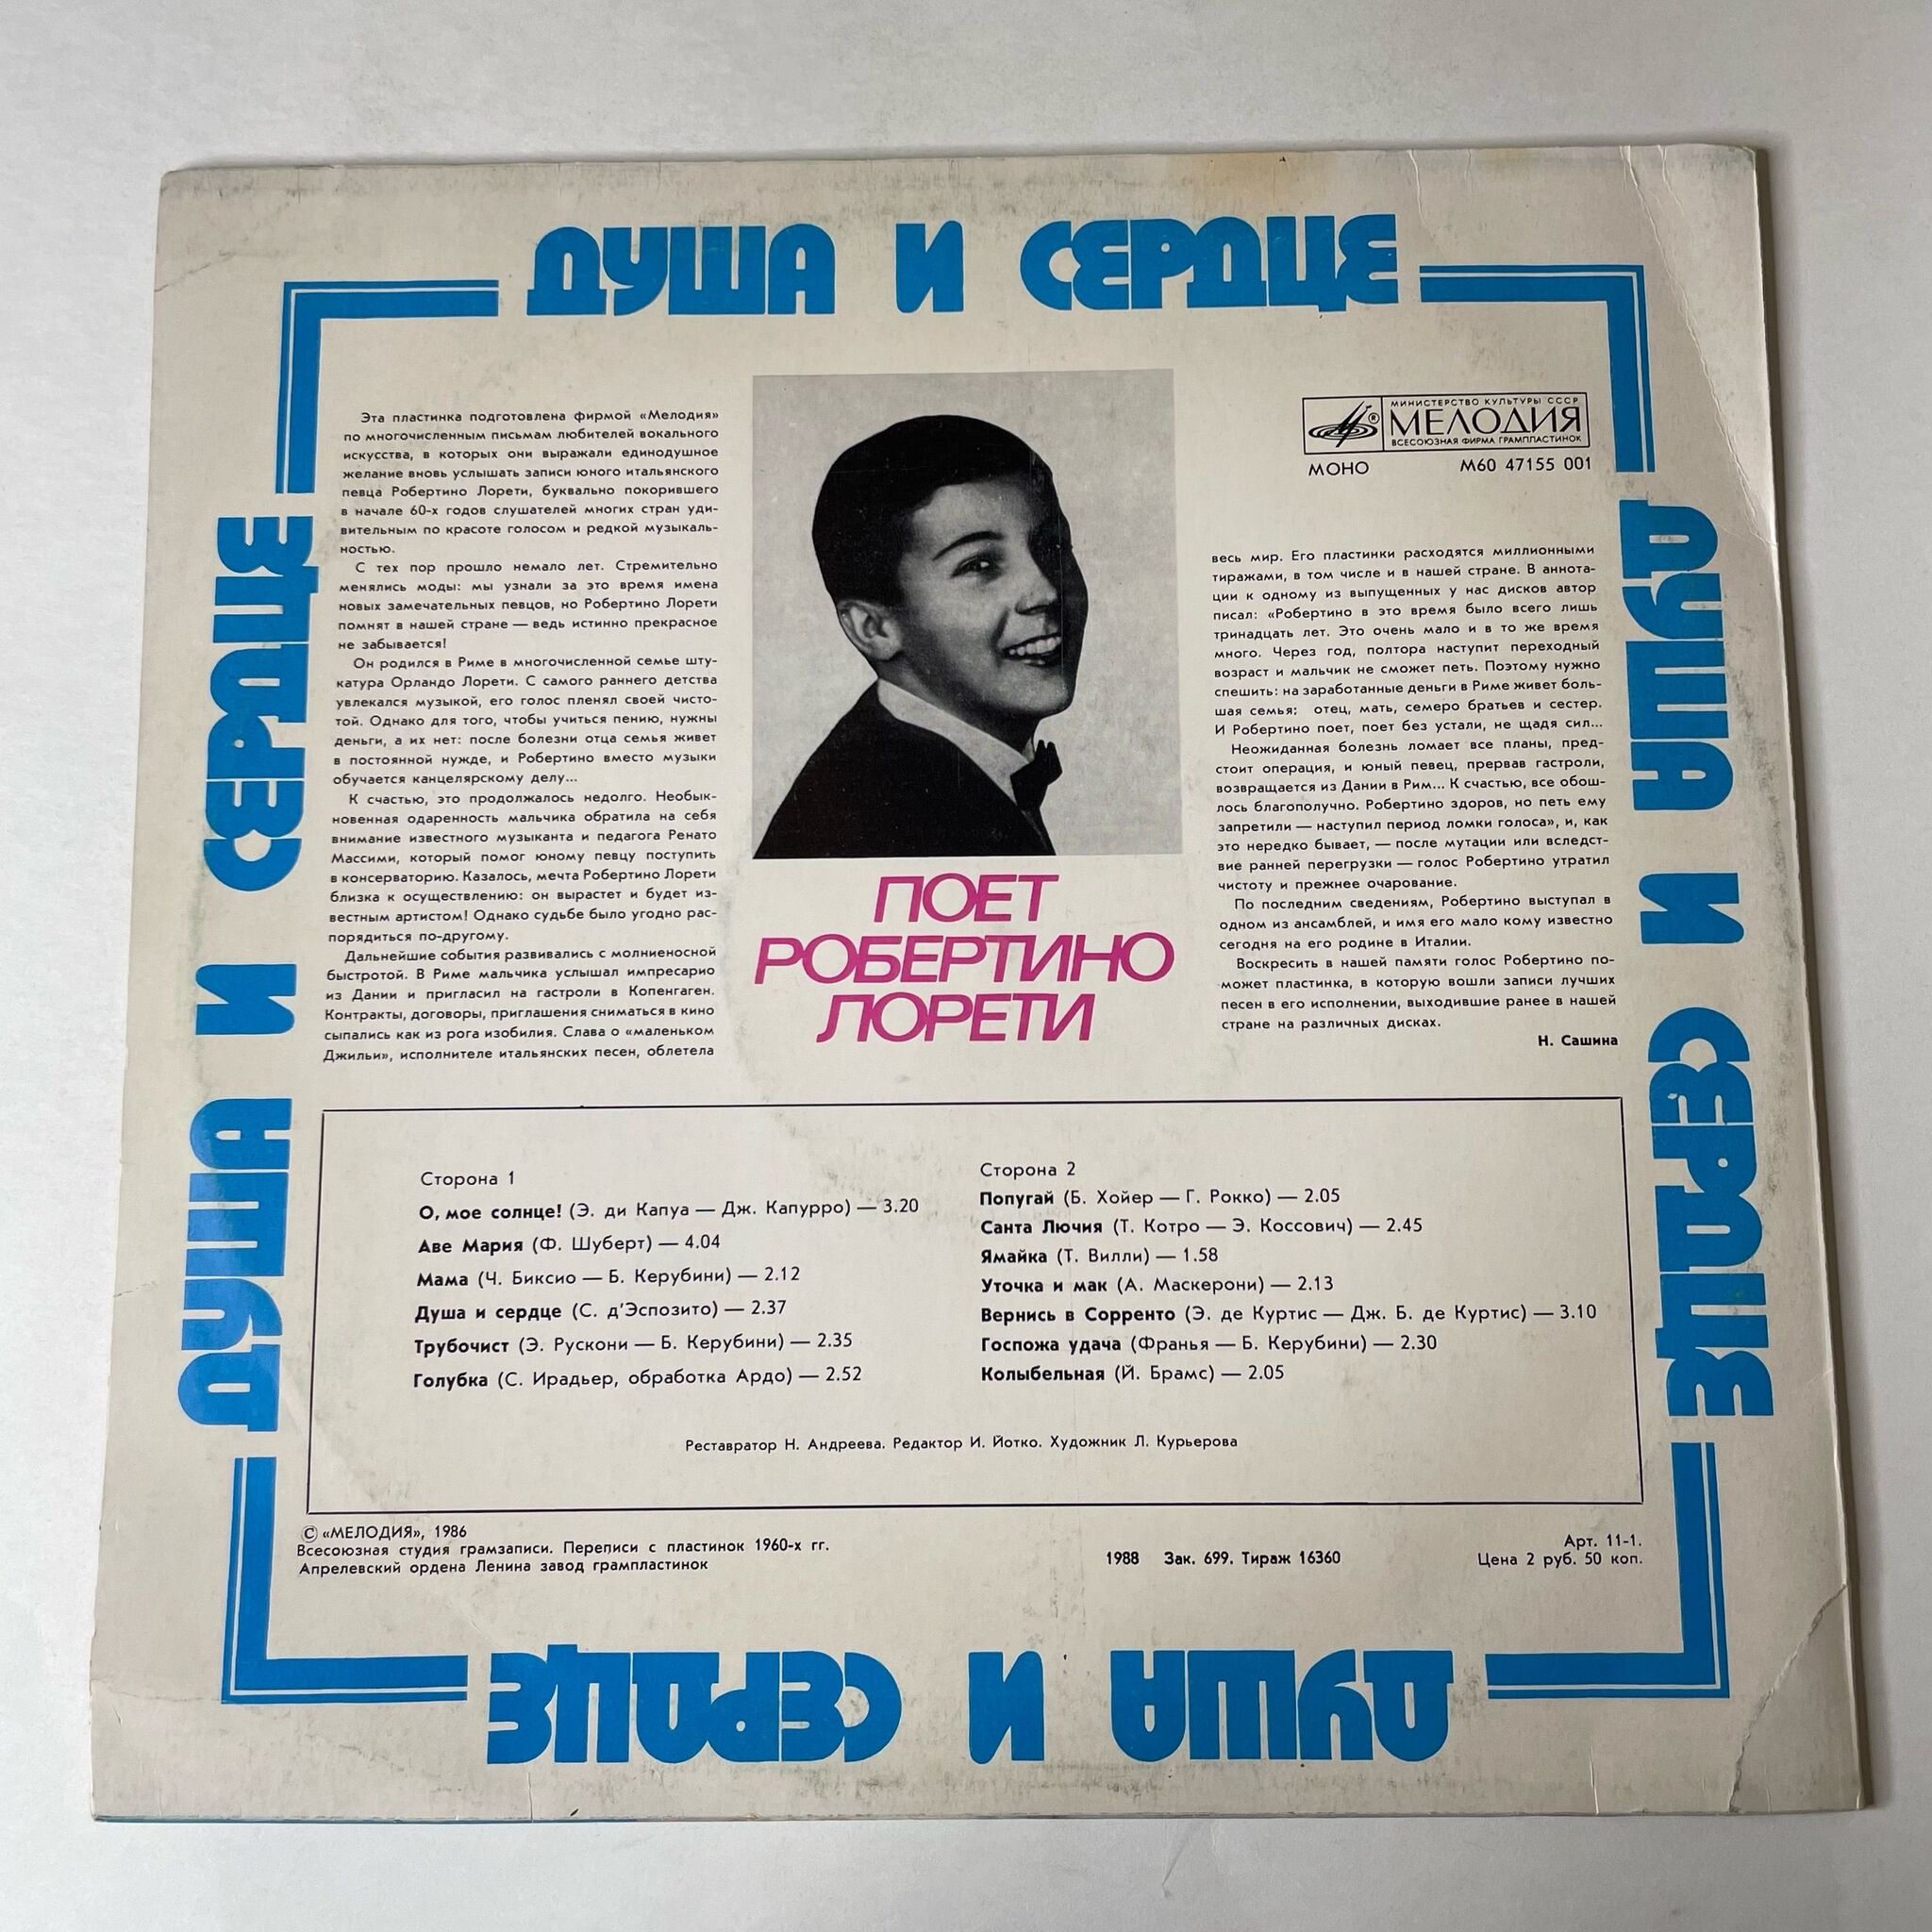 ДУША И СЕРДЦЕ
Эта пластинка подготовлена фирмой «Мелодия»
по многочисленным письмам любителей вокального
искусства, в которых они выражали единодушное
желание вновь услышать записи юного итальянского
певца Робертино Лорети, буквально покорившего
в начале 60-х годов слушателей многих стран уди-
вительным по красоте голосом и редкой музыкаль-
ностью.
С тех пор прошло немало лет. Стремительно
менялись моды: мы узнали за это время имена
новых замечательных певцов, но Робертино Лорети
помнят в нашей стране — ведь истинно прекрасное
не забывается!
Он родился в Риме в многочисленной семье шту-
катура Орландо Лорети. С самого раннего детства
увлекался музыкой, его голос пленял своей чисто-
той. Однако для того, чтобы учиться пению, нужны
деньги, а их нет: после болезни отца семья живет
в постоянной нужде, и Робертино вместо музыки
обучается канцелярскому делу...
К счастью, это продолжалось недолго. Необык-
новенная одаренность мальчика обратила на себя
внимание известного музыканта и педагога Ренато
Массими, который помог юному певцу поступить
в консерваторию. Казалось, мечта Робертино Лорети
близка к осуществлению: он вырастет и будет из-
вестным артистом! Однако судьбе было угодно рас-
порядиться по-другому.
Дальнейшие события развивались с молниеносной
быстротой. В Риме мальчика услышал импресарио
из Дании и пригласил на гастроли в Копенгаген.
Контракты, договоры, приглашения сниматься в кино
сыпались как из рога изобилия. Слава о «маленьком
Джильи», исполнителе итальянских песен, облетела
ПОЕТ
РОБЕРТИНО
ЛОРЕТИ
МИНИСТЕРСТВО КУЛЬТУРЫ СССР
® МЕЛОДИЯ
ВСЕСОЮЗНАЯ ФИРМА ГРАМПЛАСТИНОК
МОНО М60 47155 001
весь мир. Его пластинки расходятся миллионными
тиражами, в том числе и в нашей стране. В аннота-
ции к одному из выпущенных у нас дисков автор
писал: «Робертино в это время было всего лишь
тринадцать лет. Это очень мало и в то же время
много. Через год, полтора наступит переходный
возраст и мальчик не сможет петь. Поэтому нужно
спешить: на заработанные деньги в Риме живет боль-
шая семья: отец, мать, семеро братьев и сестер.
И Робертино поет, поет без устали, не щадя сил...
Неожиданная болезнь ломает все планы, пред-
стоит операция, и юный певец, прервав гастроли,
возвращается из Дании в Рим... К счастью, все обош-
лось благополучно. Робертино здоров, но петь ему
запретили — наступил период ломки голоса», и, как
это нередко бывает, — после мутации или вследст-
вие ранней перегрузки — голос Робертино утратил
чистоту и прежнее очарование.
По последним сведениям, Робертино выступал в
одном из ансамблей, и имя его мало кому известно
сегодня на его родине в Италии.
Воскресить в нашей памяти голос Робертино по-
может пластинка, в которую вошли записи лучших
песен в его исполнении, выходившие ранее в нашей
стране на различных дисках.
Н. Сашина
ДУША И СЕРДЦЕ
ДУША И СЕРДЦЕ
Сторона 1
О, мое солнце! (Э. ди Капуа — Дж. Капурро) — 3.20
Аве Мария (Ф. Шуберт) — 4.04
Мама (Ч. Биксио — Б. Керубини) — 2.12
Душа и сердце (С. д'Эспозито) — 2.37
Трубочист (Э. Рускони — Б. Керубини) — 2.35
Голубка (С. Ирадьер, обработка Ардо) — 2.52
Сторона 2
Попугай (Б. Хойер — Г. Рокко) — 2.05
Санта Лючия (Т. Котро — Э. Коссович) — 2.45
Ямайка (Т. Вилли) — 1.58
Уточка и мак (А. Маскерони) — 2.13
Вернись в Сорренто (Э. де Куртис — Дж. Б. де Куртис) — 3.10
Госпожа удача (Франья — Б. Керубини) — 2.30
Колыбельная (Й. Брамс) — 2.05
Реставратор Н. Андреева. Редактор И. Йотко. Художник Л. Курьерова
© «МЕЛОДИЯ», 1986
Всесоюзная студия грамзаписи. Переписи с пластинок 1960-х гг.
Апрелевский ордена Ленина завод грампластинок
1988 Зак. 699. Тираж 16360
Арт. 11-1.
Цена 2 руб. 50 коп.
ДУША И СЕРДЦЕ